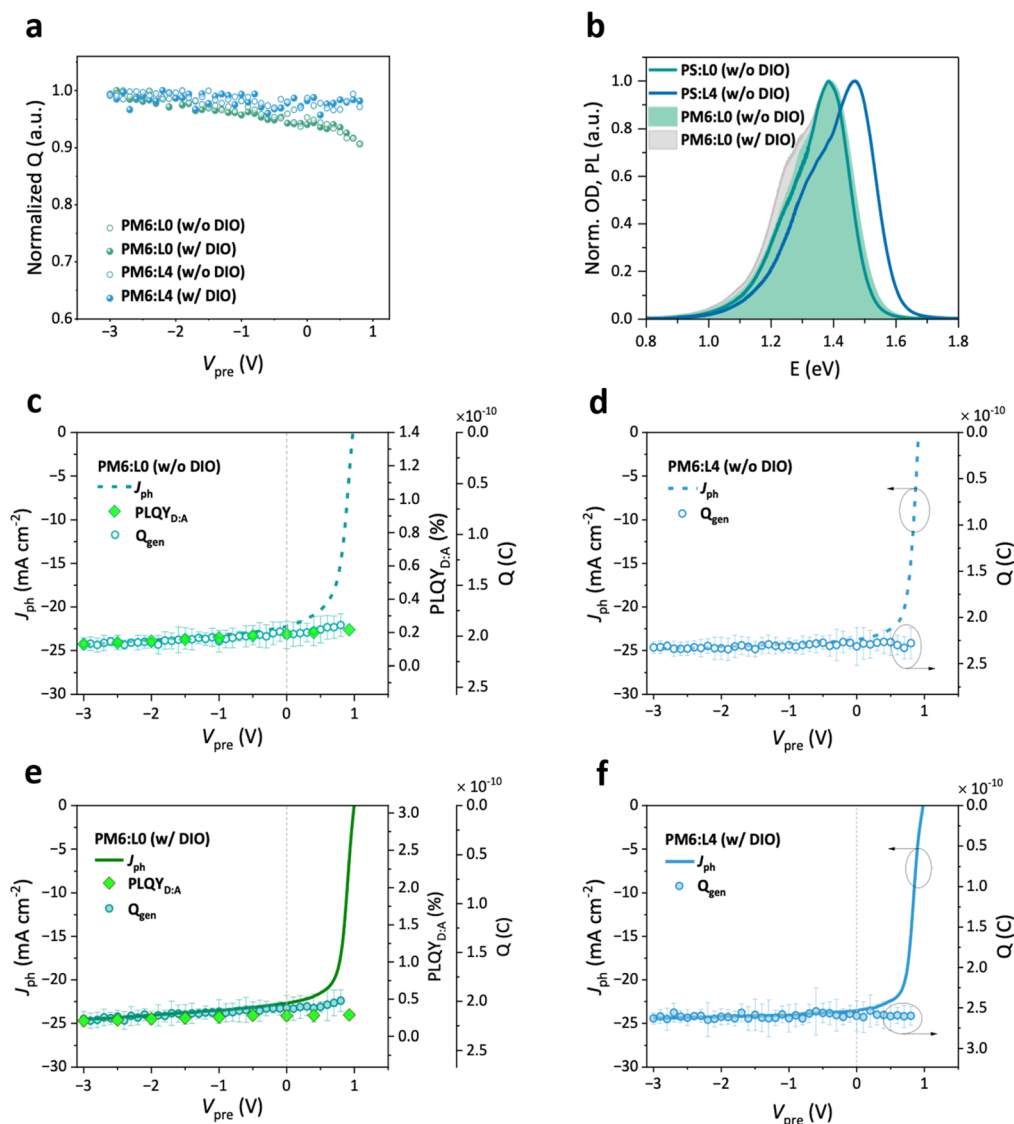 a
Normalized Q (a.u.)
1.0
0.9
0.8
0.7
0.6
PM6:L0 (w/o DIO)
PM6:L0 (w/ DIO)
PM6:L4 (w/o DIO)
PM6:L4 (w/ DIO)
−3 −2 −1 0 1
Vpre (V)
b
Norm. OD, PL (a.u.)
1.0
0.8
0.6
0.4
0.2
0.0
PS:L0 (w/o DIO)
PS:L4 (w/o DIO)
PM6:L0 (w/o DIO)
PM6:L0 (w/ DIO)
0.8 1.0 1.2 1.4 1.6 1.8
E (eV)
c
Jph (mA cm-2)
0
−5
−10
−15
−20
−25
−30
PM6:L0 (w/o DIO)
Jph
PLQYD:A
Qgen
−3 −2 −1 0 1
Vpre (V)
1.4
1.2
1.0
0.8
0.6
0.4
0.2
0.0
PLQYD:A (%)
×10-10
0.0
0.5
1.0
1.5
2.0
2.5
Q (C)
d
Jph (mA cm-2)
0
−5
−10
−15
−20
−25
−30
PM6:L4 (w/o DIO)
Jph
Qgen
−3 −2 −1 0 1
Vpre (V)
× 10-10
0.0
0.5
1.0
1.5
2.0
2.5
Q (C)
e
Jph (mA cm-2)
0
−5
−10
−15
−20
−25
−30
PM6:L0 (w/ DIO)
Jph
PLQYD:A
Qgen
−3 −2 −1 0 1
Vpre (V)
3.0
2.5
2.0
1.5
1.0
0.5
0.0
PLQYD:A (%)
× 10-10
0.0
0.5
1.0
1.5
2.0
2.5
Q (C)
f
Jph (mA cm-2)
0
−5
−10
−15
−20
−25
−30
PM6:L4 (w/ DIO)
Jph
Qgen
−3 −2 −1 0 1
Vpre (V)
× 10-10
0.0
0.5
1.0
1.5
2.0
2.5
3.0
Q (C)